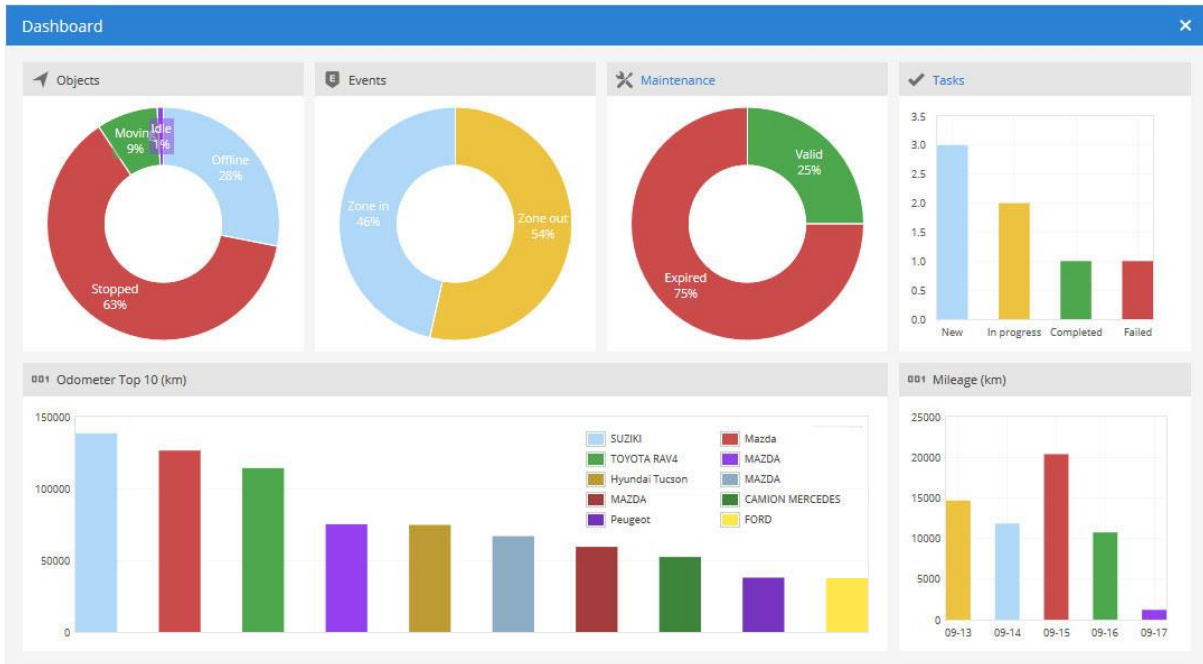 Dashboard
Objects
Moving
9%
Idle
1%
Offline
28%
Stopped
63%
Events
Zone in
46%
Zone out
54%
Maintenance
Valid
25%
Expired
75%
Tasks
3.5
3.0
2.5
2.0
1.5
1.0
0.5
0.0
New In progress Completed Failed
001 Odometer Top 10 (km)
150000
100000
50000
0
SUZIKI Mazda
TOYOTA RAV4 MAZDA
Hyundai Tucson MAZDA
MAZDA CAMION MERCEDES
Peugeot FORD
001 Mileage (km)
25000
20000
15000
10000
5000
0
09-13 09-14 09-15 09-16 09-17